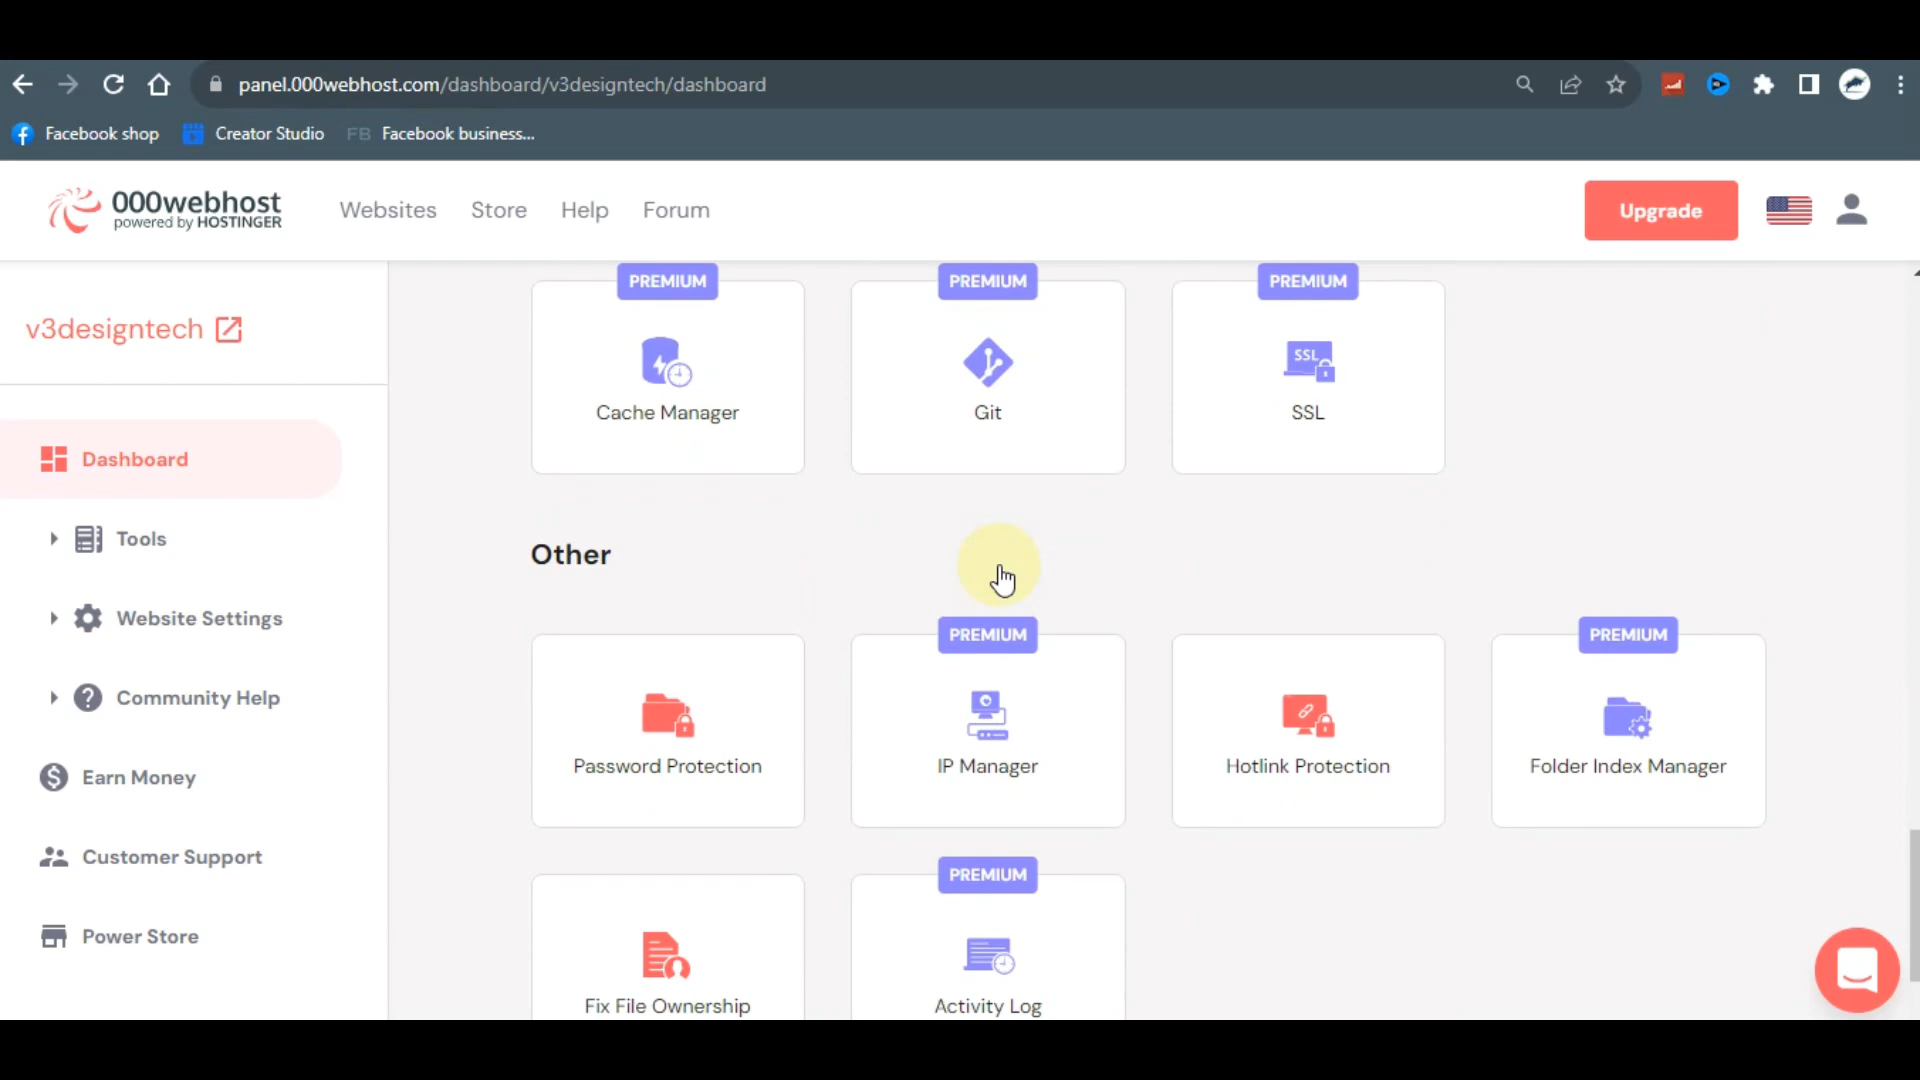 panel.000webhost.com/dashboard/v3designtech/dashboard
Facebook shop
Creator Studio
FB Facebook business...
000webhost
powered by HOSTINGER
Websites
Store
Help
Forum
Upgrade
v3designtech
Dashboard
Tools
Website Settings
Community Help
Earn Money
Customer Support
Power Store
PREMIUM
PREMIUM
PREMIUM
Cache Manager
Git
SSL
SSL
Other
PREMIUM
PREMIUM
Password Protection
IP Manager
Hotlink Protection
Folder Index Manager
PREMIUM
Fix File Ownership
Activity Log